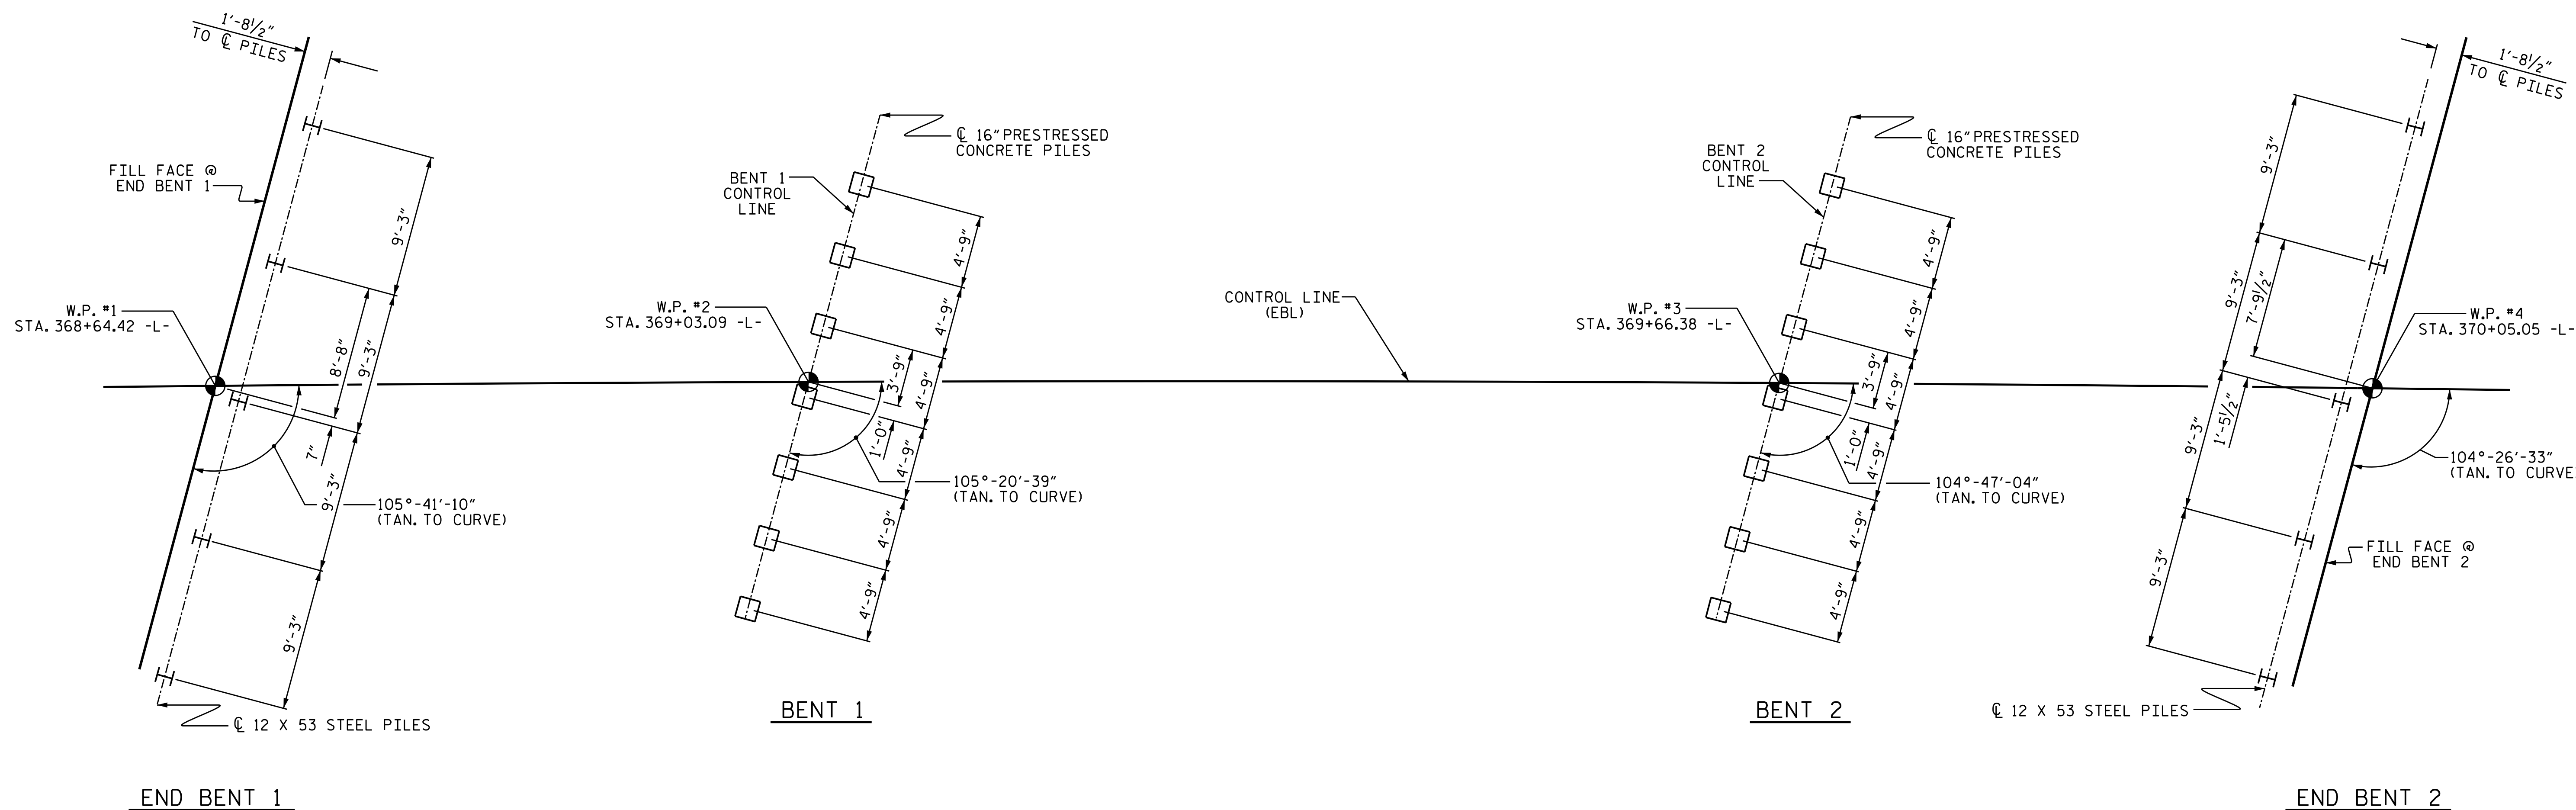 1'-8½"
TO ℄ PILES
FILL FACE @
END BENT 1
W.P. #1
STA. 368+64.42 -L-
9'-3"
8'-8"
9'-3"
7"
9'-3"
9'-3"
105°-41'-10"
(TAN. TO CURVE)
℄ 12 X 53 STEEL PILES
END BENT 1
℄ 16" PRESTRESSED
CONCRETE PILES
BENT 1
CONTROL
LINE
W.P. #2
STA. 369+03.09 -L-
4'-9"
4'-9"
3'-9"
4'-9"
1'-0"
4'-9"
4'-9"
4'-9"
105°-20'-39"
(TAN. TO CURVE)
BENT 1
CONTROL LINE
(EBL)
℄ 16" PRESTRESSED
CONCRETE PILES
BENT 2
CONTROL
LINE
W.P. #3
STA. 369+66.38 -L-
4'-9"
4'-9"
3'-9"
4'-9"
1'-0"
4'-9"
4'-9"
4'-9"
104°-47'-04"
(TAN. TO CURVE)
BENT 2
1'-8½"
TO ℄ PILES
9'-3"
9'-3"
7'-9½"
9'-3"
1'-5½"
9'-3"
W.P. #4
STA. 370+05.05 -L-
104°-26'-33"
(TAN. TO CURVE)
FILL FACE @
END BENT 2
℄ 12 X 53 STEEL PILES
END BENT 2